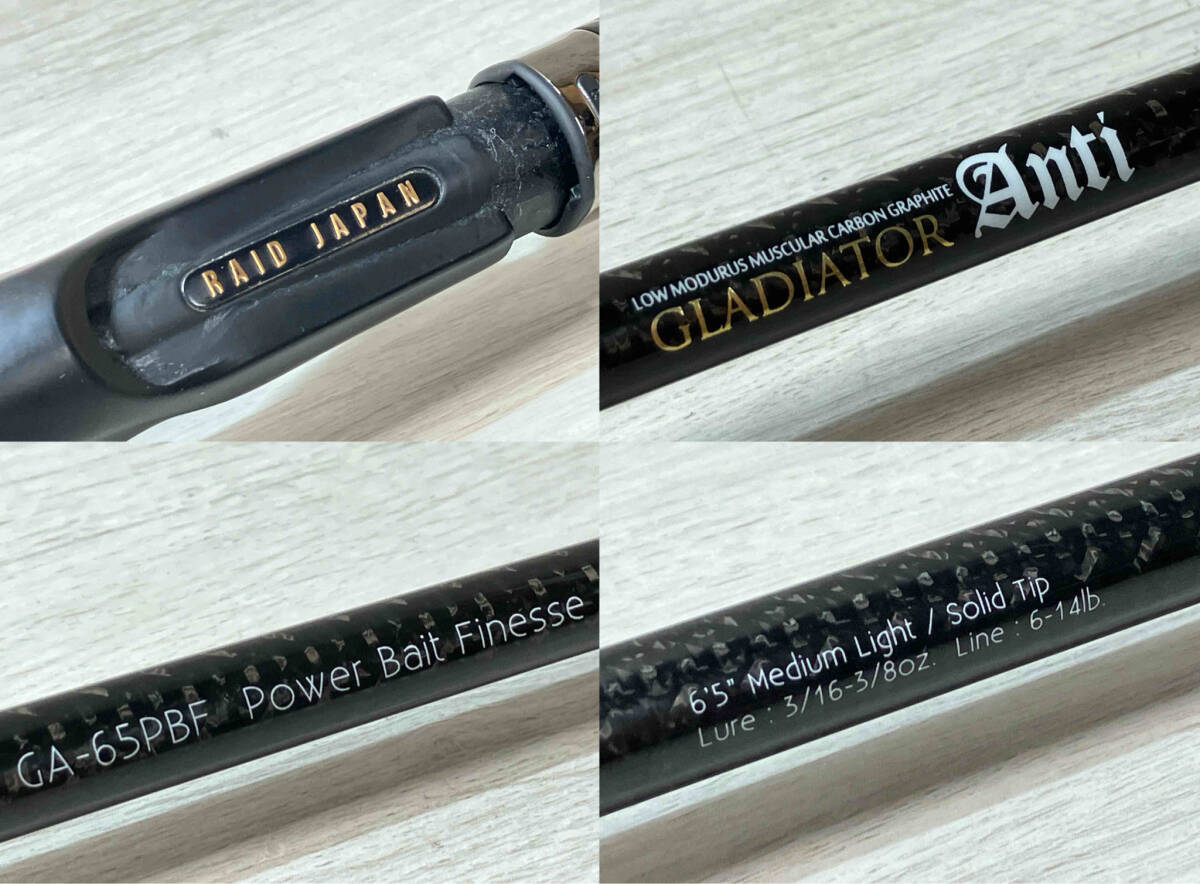 RAID JAPAN
LOW MODURUS MUSCULAR CARBON GRAPHITE
GLADIATOR Anti
GA-65PBF Power Bait Finesse
6'5" Medium Light / Solid Tip
Lure : 3/16-3/8oz. Line : 6-14lb.